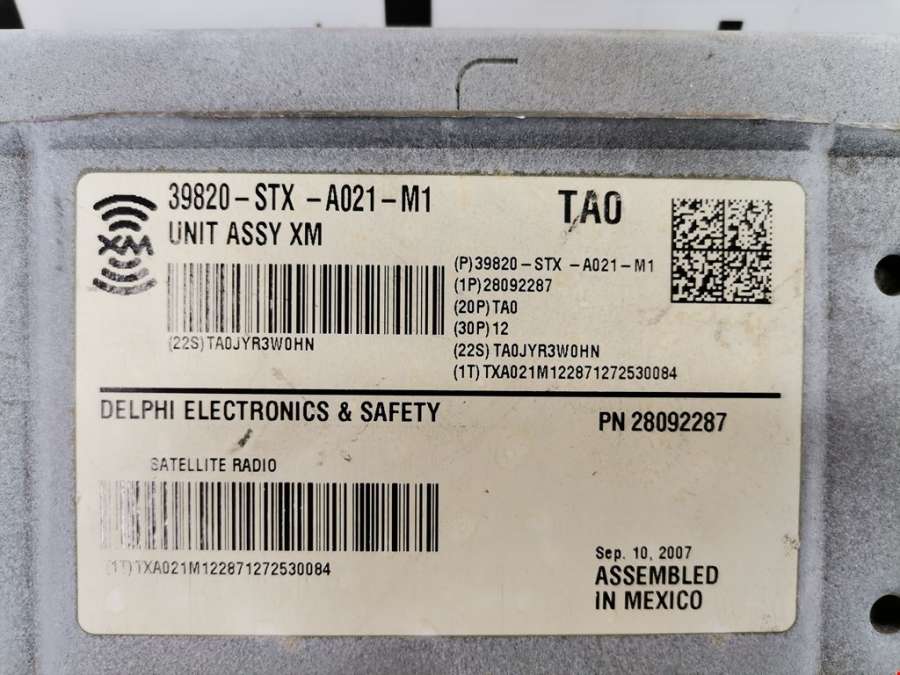 39820-STX -A021-M1
UNIT ASSY XM
TA0
XM
(P)39820-STX -A021-M1
(1P)28092287
(20P)TA0
(30P)12
(22S)TA0JYR3W0HN
(22S)TA0JYR3W0HN
(1T)TXA021M122871272530084
DELPHI ELECTRONICS & SAFETY
PN 28092287
SATELLITE RADIO
(1T)TXA021M122871272530084
Sep. 10, 2007
ASSEMBLED
IN MEXICO